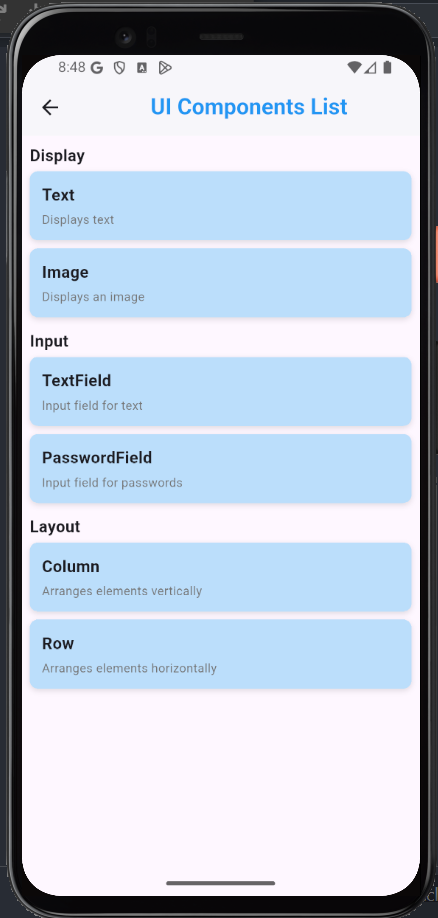 8:48
UI Components List
Display
Text
Displays text
Image
Displays an image
Input
TextField
Input field for text
PasswordField
Input field for passwords
Layout
Column
Arranges elements vertically
Row
Arranges elements horizontally